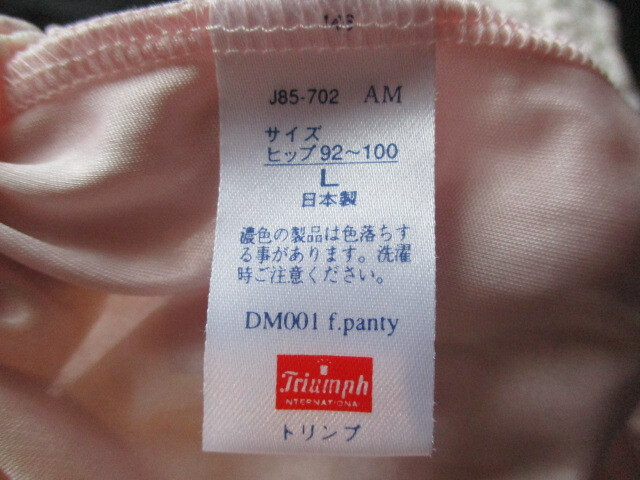 J85-702 AM
サイズ
ヒップ92～100
L
日本製
濃色の製品は色落ちす
る事があります。洗濯
時ご注意ください。
DM001 f.panty
Triumph
INTERNATIONAL
トリンプ